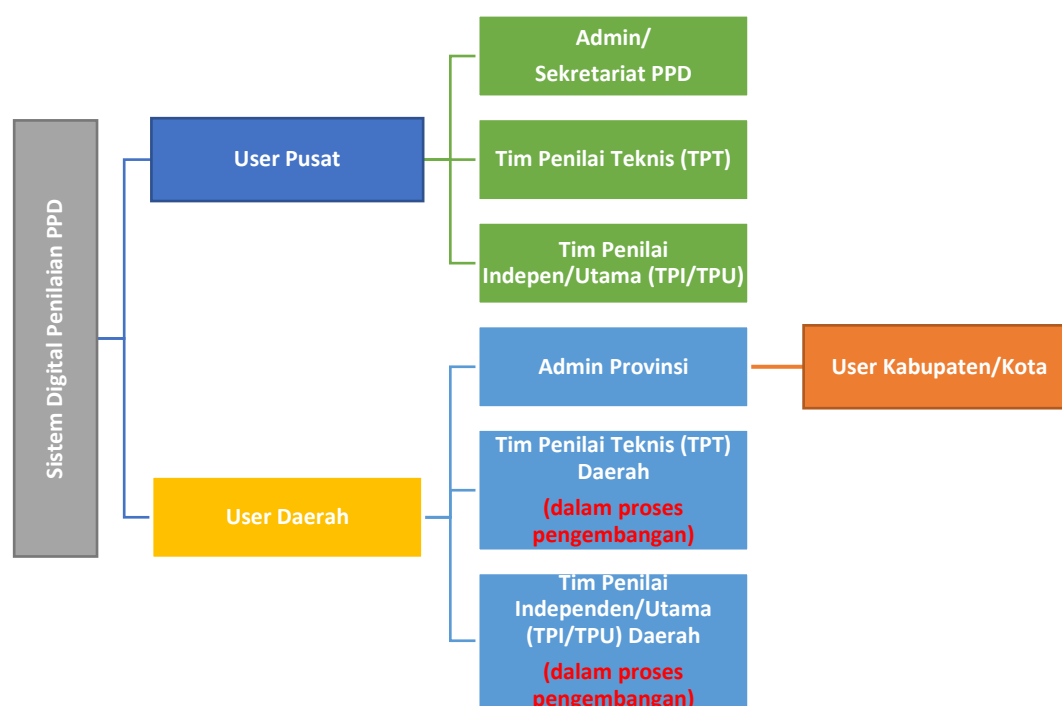 Sistem Digital Penilaian PPD
User Pusat
Admin/
Sekretariat PPD
Tim Penilai Teknis (TPT)
Tim Penilai
Indepen/Utama (TPI/TPU)
User Daerah
Admin Provinsi
User Kabupaten/Kota
Tim Penilai Teknis (TPT)
Daerah
(dalam proses
pengembangan)
Tim Penilai
Independen/Utama
(TPI/TPU) Daerah
(dalam proses
pengembangan)